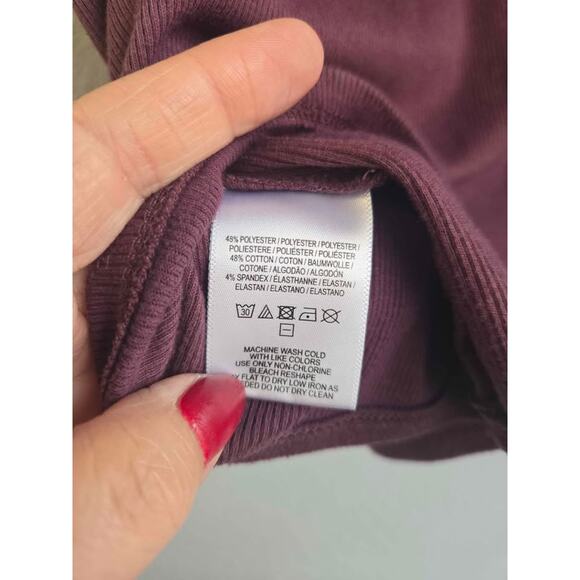 48% POLYESTER / POLYESTER / POLYESTER /
POLIESTERE / POLIÉSTER / POLIÉSTER
48% COTTON / COTON / BAUMWOLLE /
COTONE / ALGODÃO / ALGODÓN
4% SPANDEX / ÉLASTHANNE / ELASTAN /
ELASTAN / ELASTANO / ELASTANO
30
MACHINE WASH COLD
WITH LIKE COLORS
USE ONLY NON-CHLORINE
BLEACH RESHAPE
FLAT TO DRY LOW IRON AS
DO NOT DRY CLEAN